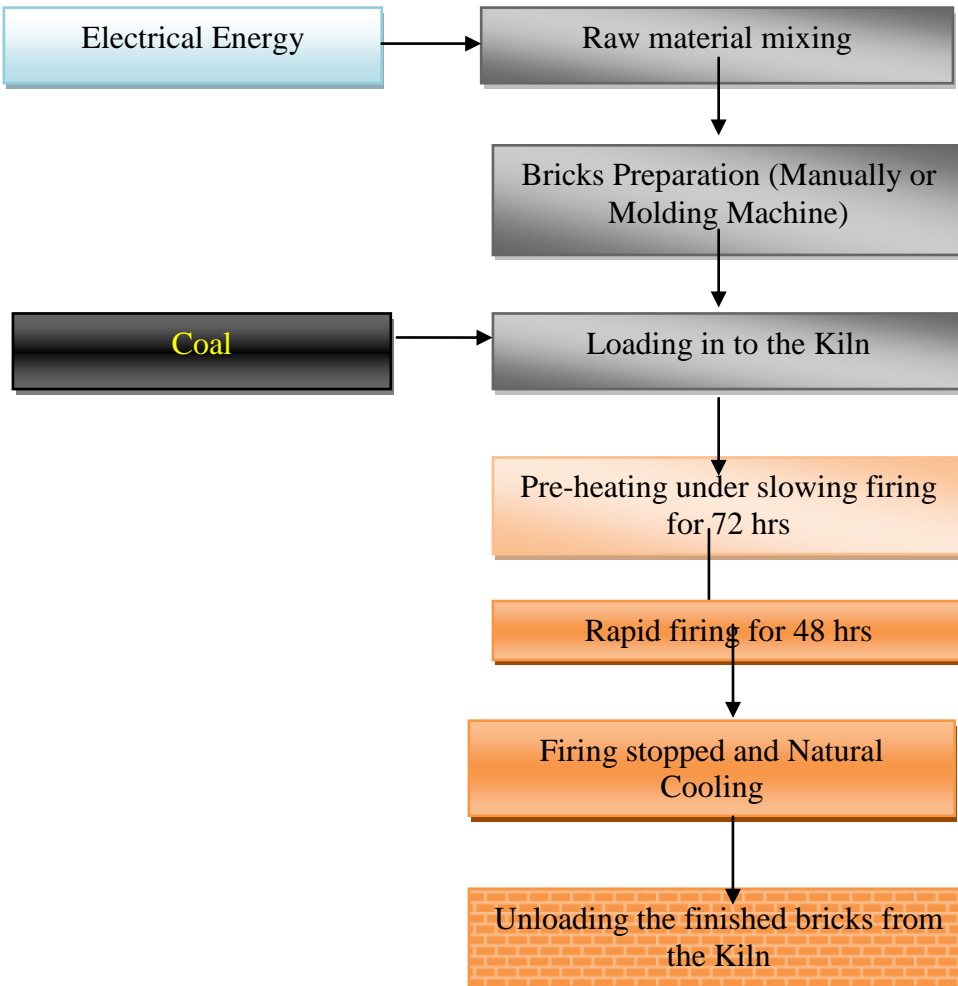 Electrical Energy
Raw material mixing
Bricks Preparation (Manually or
Molding Machine)
Coal
Loading in to the Kiln
Pre-heating under slowing firing
for 72 hrs
Rapid firing for 48 hrs
Firing stopped and Natural
Cooling
Unloading the finished bricks from
the Kiln